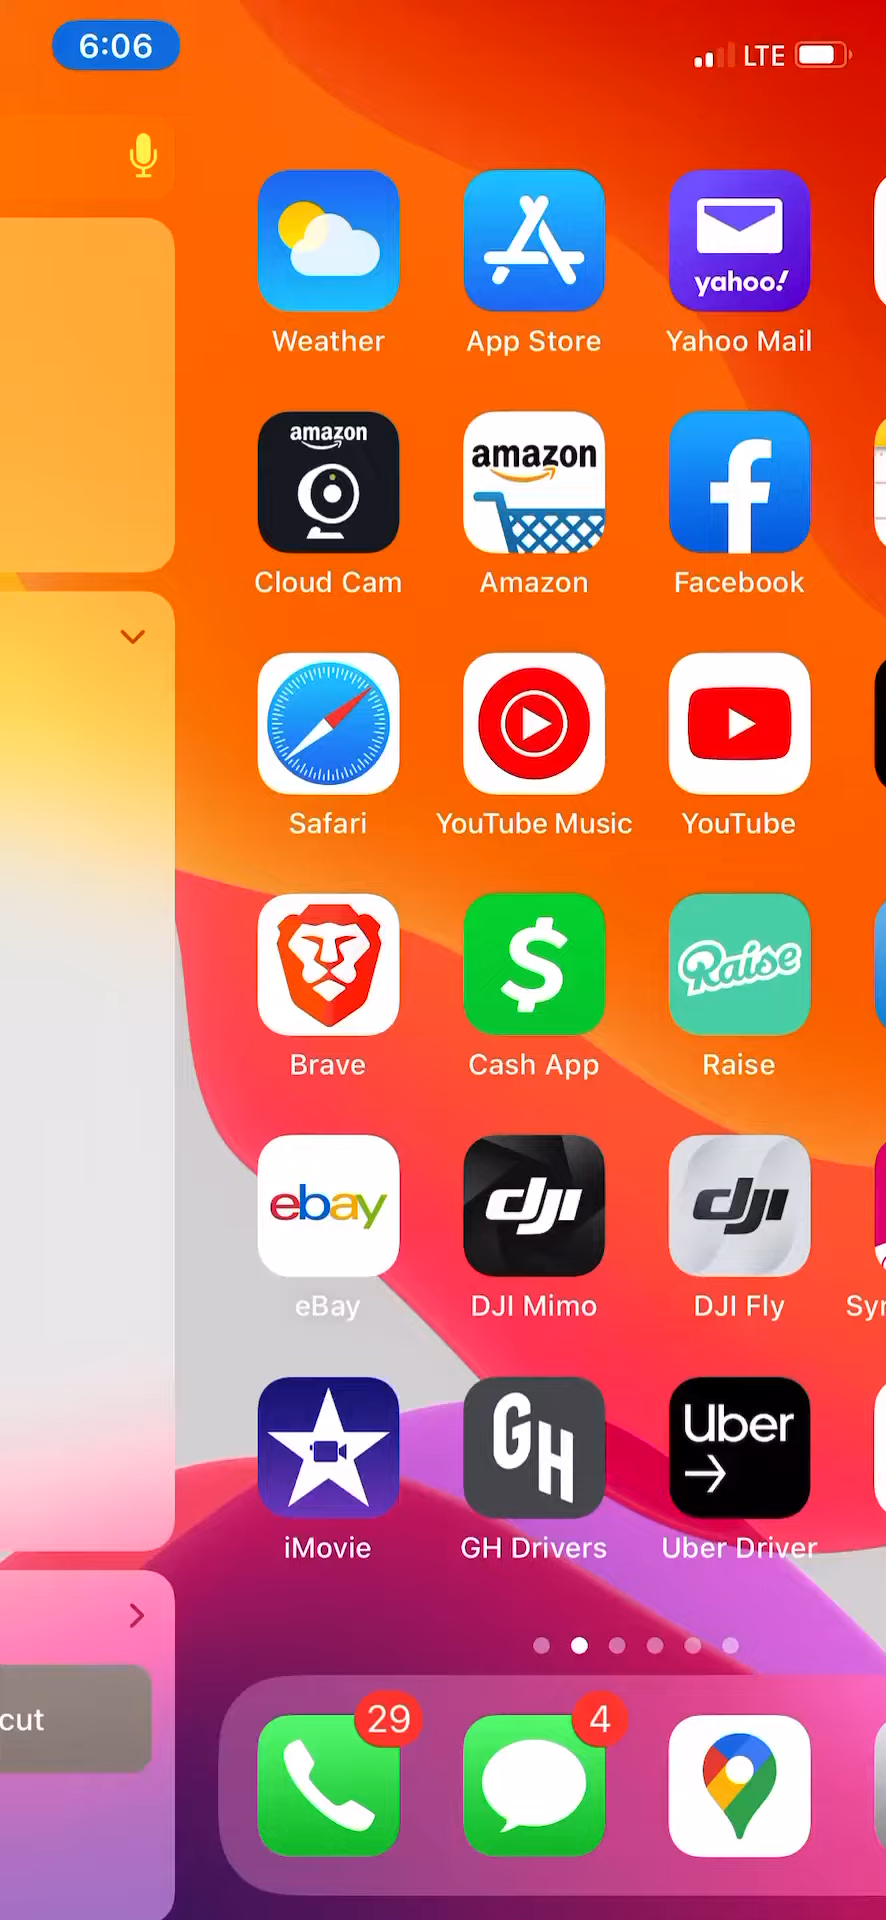 6:06 LTE
yahoo!
Weather App Store Yahoo Mail
amazon amazon
Cloud Cam Amazon Facebook
Safari YouTube Music YouTube
$ Raise
Brave Cash App Raise
ebay dji dji
eBay DJI Mimo DJI Fly
GH Uber
iMovie GH Drivers Uber Driver
29 4